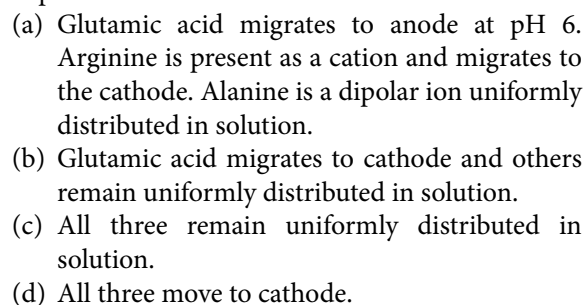 (a) Glutamic acid migrates to anode at pH 6.
Arginine is present as a cation and migrates to
the cathode. Alanine is a dipolar ion uniformly
distributed in solution.
(b) Glutamic acid migrates to cathode and others
remain uniformly distributed in solution.
(c) All three remain uniformly distributed in
solution.
(d) All three move to cathode.